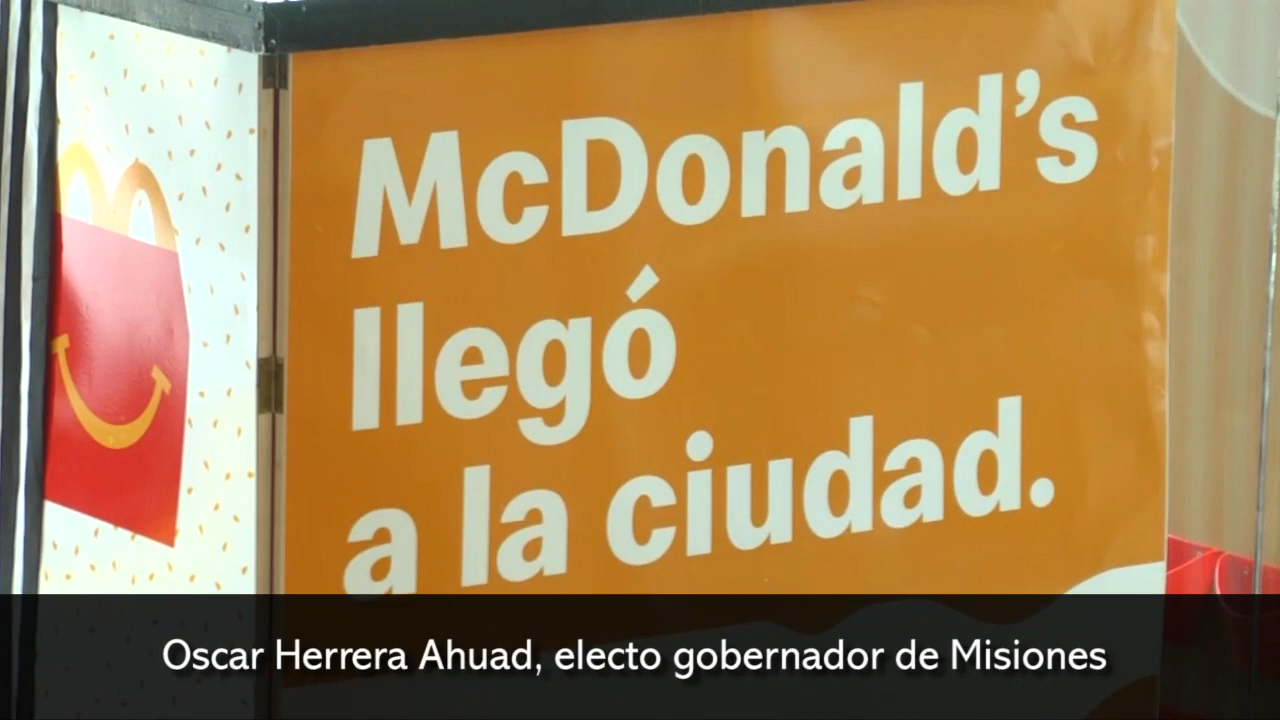 McDonald's
llegó
a la ciudad.
Oscar Herrera Ahuad, electo gobernador de Misiones